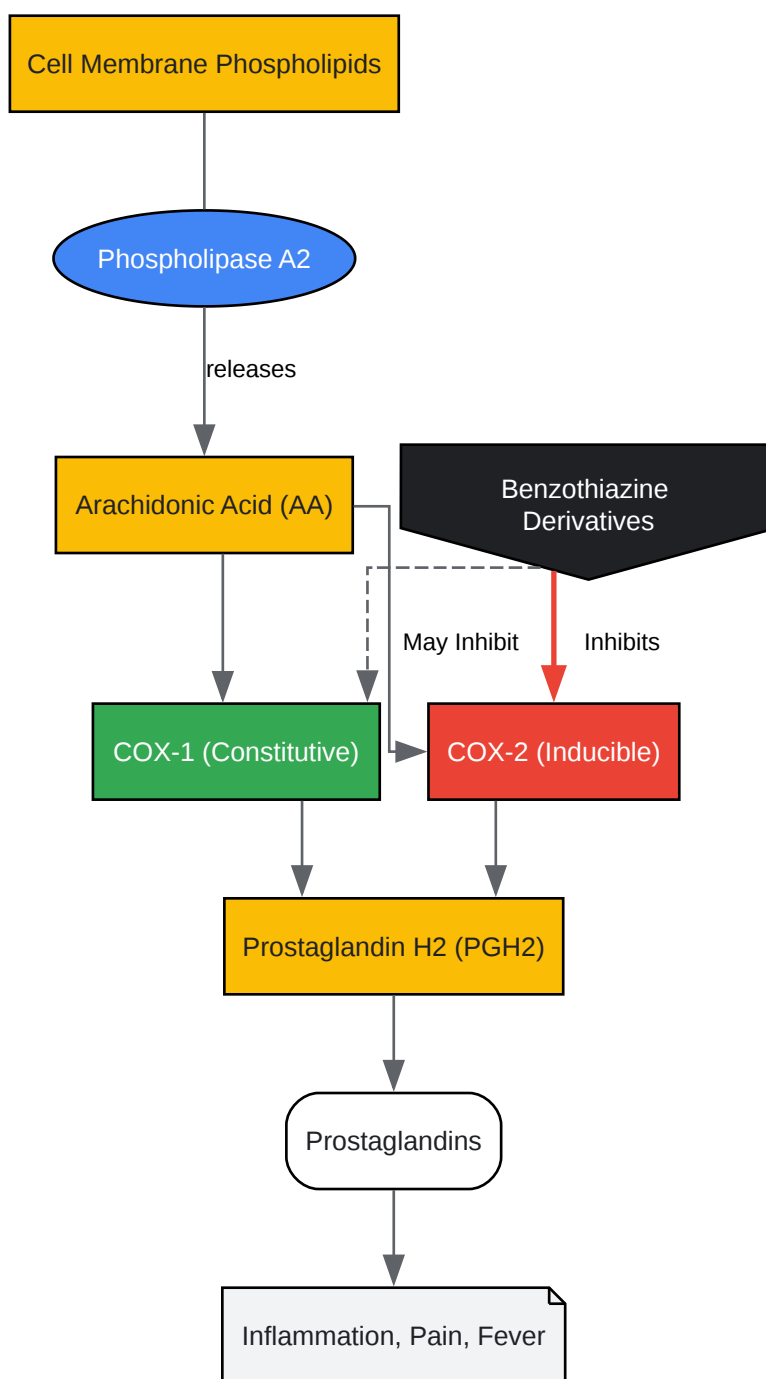 Cell Membrane Phospholipids
Phospholipase A2
releases
Arachidonic Acid (AA)
Benzothiazine
Derivatives
May Inhibit
Inhibits
COX-1 (Constitutive)
COX-2 (Inducible)
Prostaglandin H2 (PGH2)
Prostaglandins
Inflammation, Pain, Fever